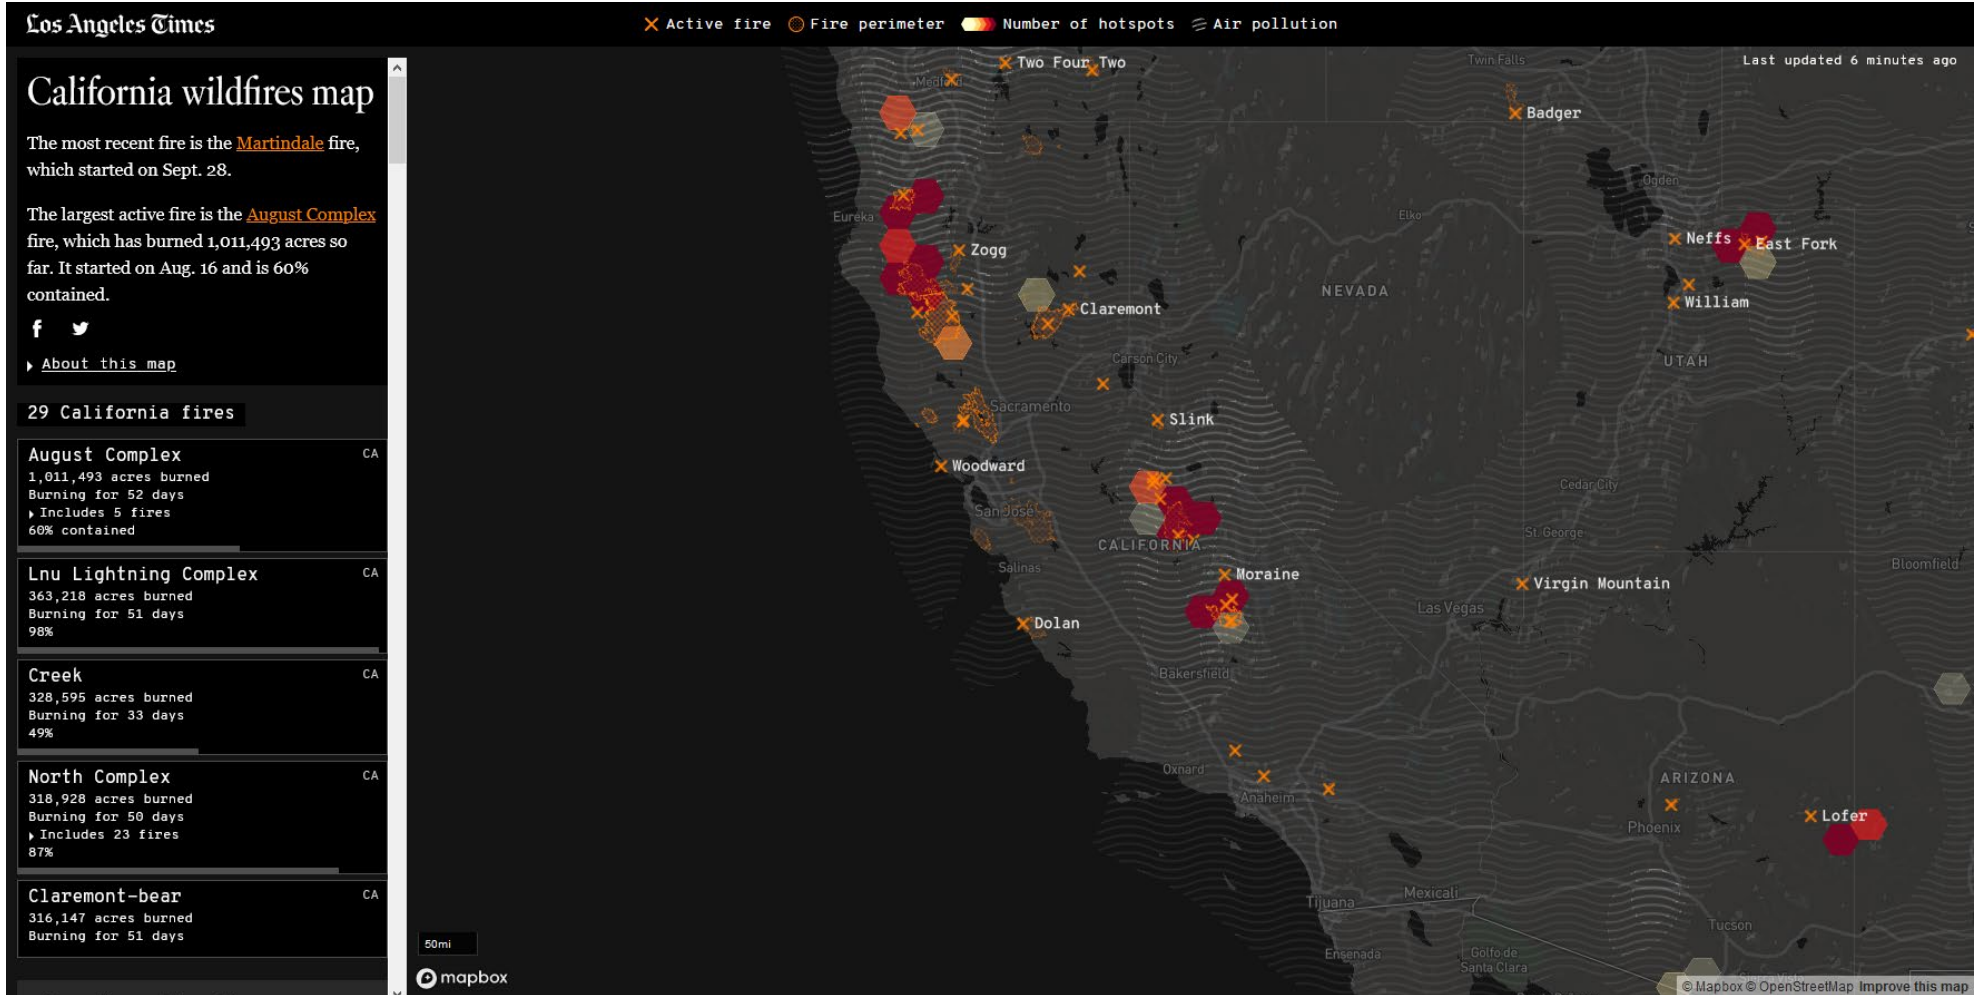 Los Angeles Times
Active fire
Fire perimeter
Number of hotspots
Air pollution
California wildfires map
The most recent fire is the Martindale fire,
which started on Sept. 28.
The largest active fire is the August Complex
fire, which has burned 1,011,493 acres so
far. It started on Aug. 16 and is 60%
contained.
About this map
29 California fires
August Complex CA
1,011,493 acres burned
Burning for 52 days
Includes 5 fires
60% contained
Lnu Lightning Complex CA
363,218 acres burned
Burning for 51 days
98%
Creek CA
328,595 acres burned
Burning for 33 days
49%
North Complex CA
318,928 acres burned
Burning for 50 days
Includes 23 fires
87%
Claremont-bear CA
316,147 acres burned
Burning for 51 days
Last updated 6 minutes ago
Two Four Two
Twin Falls
Medford
Badger
Ogden
Eureka
Elko
Neffs
East Fork
Zogg
NEVADA
William
Claremont
Carson City
UTAH
Sacramento
Slink
Woodward
Cedar City
San José
St. George
CALIFORNIA
Bloomfield
Salinas
Moraine
Virgin Mountain
Las Vegas
Dolan
Bakersfield
Oxnard
ARIZONA
Anaheim
Lofer
Phoenix
Mexicali
Tijuana
Tucson
50mi
Ensenada
Golfo de
Santa Clara
mapbox
Sierra Vista
© Mapbox © OpenStreetMap Improve this map